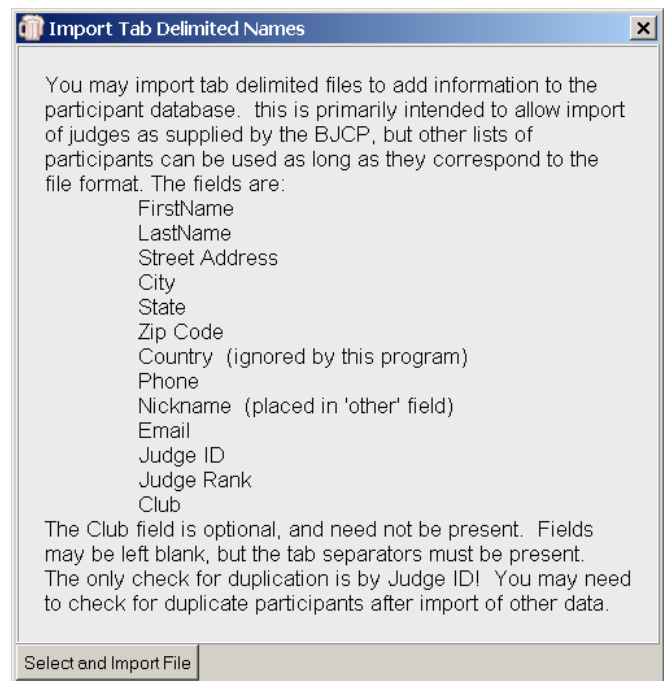 Import Tab Delimited Names
You may import tab delimited files to add information to the
participant database.  this is primarily intended to allow import
of judges as supplied by the BJCP, but other lists of
participants can be used as long as they correspond to the
file format. The fields are:
FirstName
LastName
Street Address
City
State
Zip Code
Country  (ignored by this program)
Phone
Nickname  (placed in 'other' field)
Email
Judge ID
Judge Rank
Club
The Club field is optional, and need not be present.  Fields
may be left blank, but the tab separators must be present.
The only check for duplication is by Judge ID!  You may need
to check for duplicate participants after import of other data.
Select and Import File